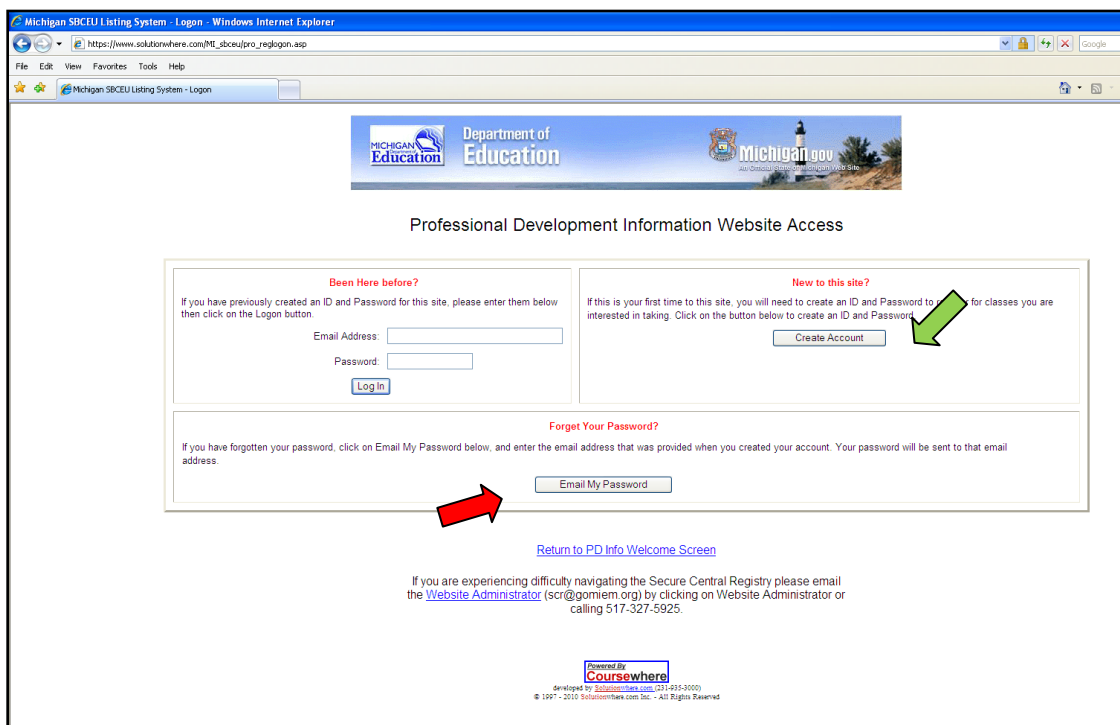 Michigan SBCEU Listing System - Logon - Windows Internet Explorer
https://www.solutionwhere.com/MI_sbceu/pro_reglogon.asp
Google
File Edit View Favorites Tools Help
Michigan SBCEU Listing System - Logon
MICHIGAN
Department of
Education
Department of
Education
Michigan.gov
An Official State of Michigan Web Site
Professional Development Information Website Access
Been Here before?
If you have previously created an ID and Password for this site, please enter them below
then click on the Logon button.
Email Address:
Password:
Log In
New to this site?
If this is your first time to this site, you will need to create an ID and Password to for classes you are
interested in taking. Click on the button below to create an ID and Password
Create Account
Forget Your Password?
If you have forgotten your password, click on Email My Password below, and enter the email address that was provided when you created your account. Your password will be sent to that email
address.
Email My Password
Return to PD Info Welcome Screen
If you are experiencing difficulty navigating the Secure Central Registry please email
the Website Administrator (scr@gomiem.org) by clicking on Website Administrator or
calling 517-327-5925.
Powered By
Coursewhere
developed by Solutionwhere.com (231-935-3000)
© 1997 - 2010 Solutionwhere.com Inc. - All Rights Reserved